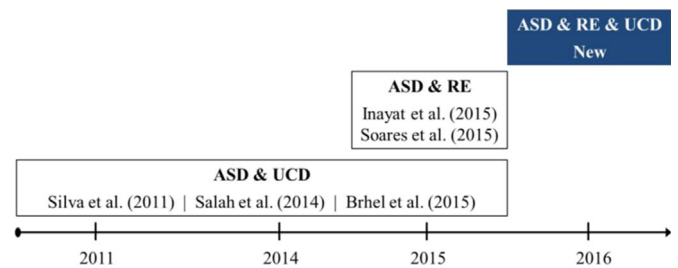 ASD & RE & UCD
New
ASD & RE
Inayat et al. (2015)
Soares et al. (2015)
ASD & UCD
Silva et al. (2011) | Salah et al. (2014) | Brhel et al. (2015)
2011 2014 2015 2016